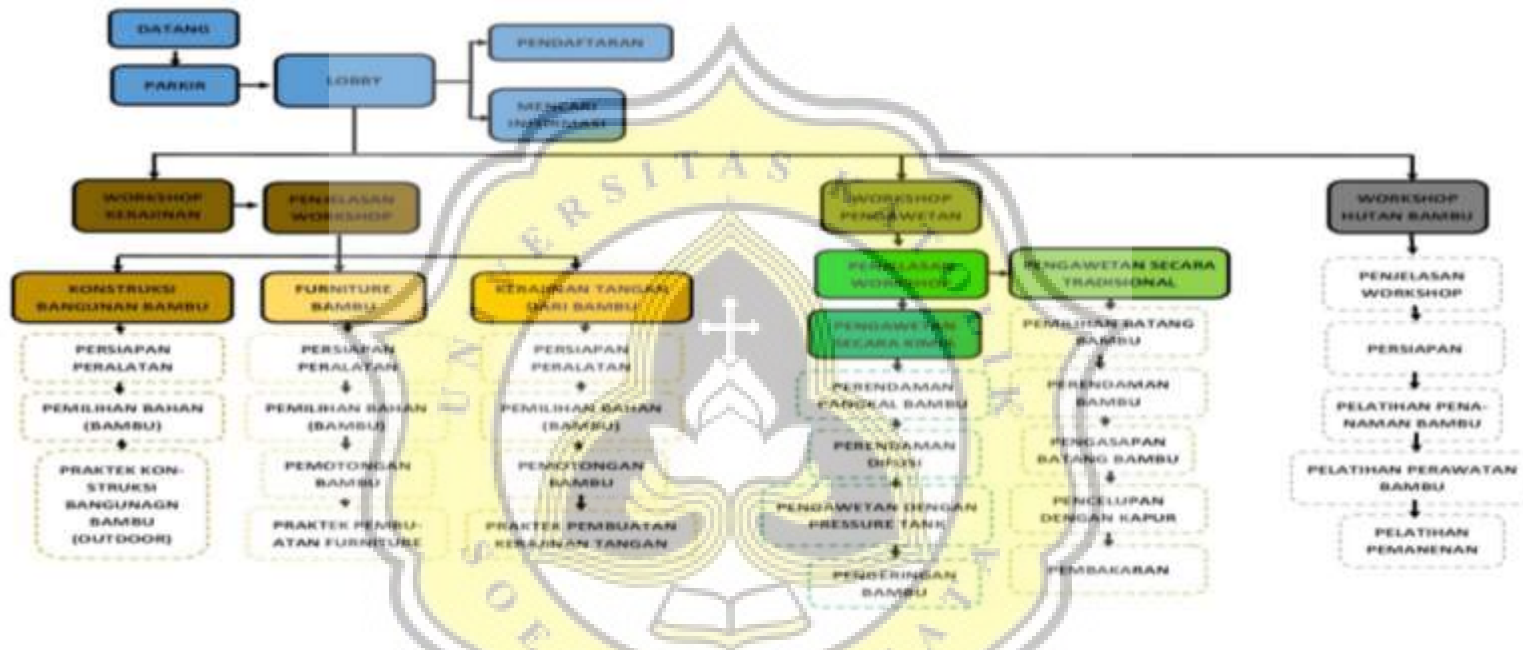 DATANG
PARKIR
LOBBY
PENDAFTARAN
MENCARI
INFORMASI
WORKSHOP
KERAJINAN
PENJELASAN
WORKSHOP
KONSTRUKSI
BANGUNAN BAMBU
PERSIAPAN
PERALATAN
PEMILIHAN BAHAN
(BAMBU)
PRAKTEK KON-
STRUKSI
BANGUNAGN
BAMBU
(OUTDOOR)
FURNITURE
BAMBU
PERSIAPAN
PERALATAN
PEMILIHAN BAHAN
(BAMBU)
PEMOTONGAN
BAMBU
PRAKTEK PEMBU-
ATAN FURNITURE
KERAJINAN TANGAN
DARI BAMBU
PERSIAPAN
PERALATAN
PEMILIHAN BAHAN
(BAMBU)
PEMOTONGAN
BAMBU
PRAKTEK PEMBUATAN
KERAJINAN TANGAN
WORKSHOP
PENGAWETAN
PENJELASAN
WORKSHOP
PENGAWETAN
SECARA KIMIA
PERENDAMAN
PANGKAL BAMBU
PERENDAMAN
DIFUSI
PENGAWETAN DENGAN
PRESSURE TANK
BAMBU
PENGAWETAN SECARA
TRADISIONAL
PEMILIHAN BATANG
BAMBU
PERENDAMAN
BAMBU
PENGASAPAN
BATANG BAMBU
PENCELUPAN
DENGAN KAPUR
PEMBAKARAN
WORKSHOP
HUTAN BAMBU
PENJELASAN
WORKSHOP
PERSIAPAN
PELATIHAN PENA-
NAMAN BAMBU
PELATIHAN PERAWATAN
BAMBU
PELATIHAN
PEMANENAN